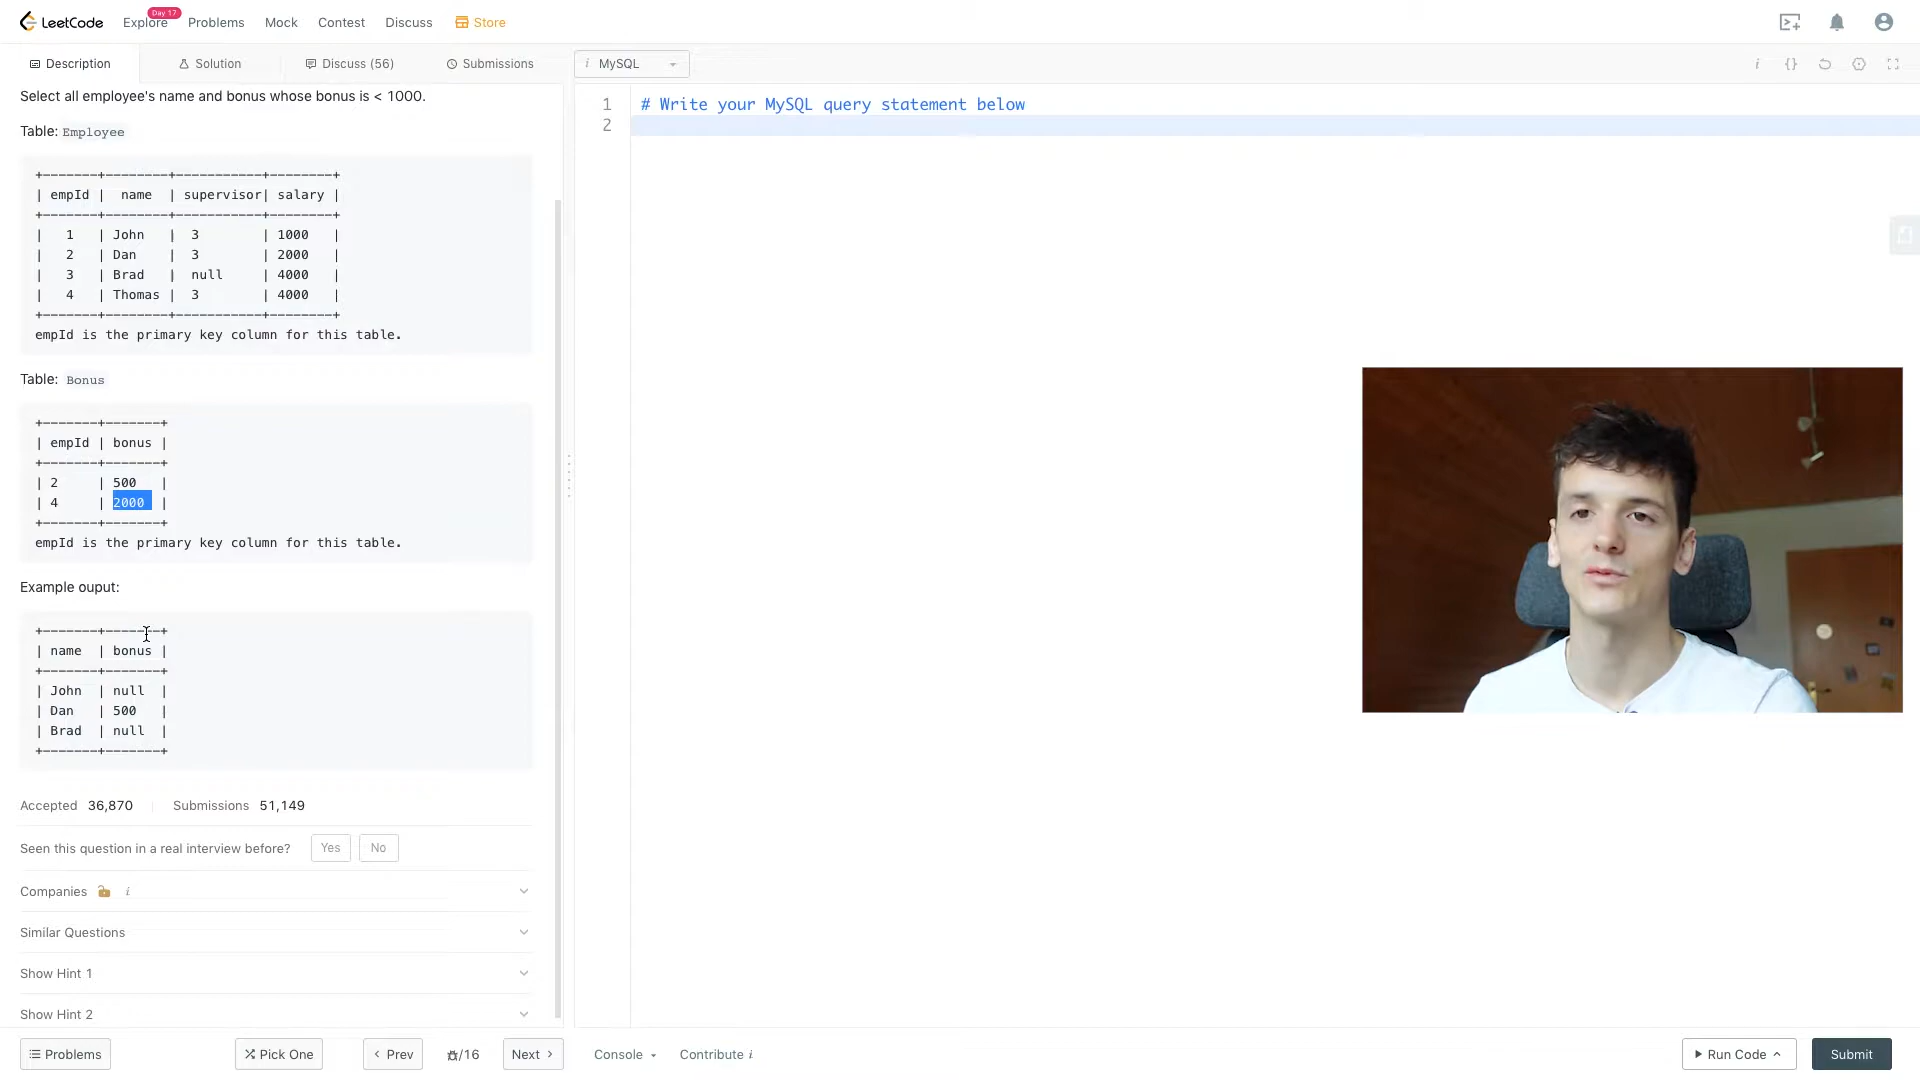 LeetCode
Explore
Day 17
Problems
Mock
Contest
Discuss
Store
Description
Solution
Discuss (56)
Submissions
i MySQL
i {}
Select all employee's name and bonus whose bonus is < 1000.
Table: Employee
+-------+--------+-----------+--------+
| empId |  name  | supervisor| salary |
+-------+--------+-----------+--------+
|   1   | John   |  3        | 1000   |
|   2   | Dan    |  3        | 2000   |
|   3   | Brad   |  null     | 4000   |
|   4   | Thomas |  3        | 4000   |
+-------+--------+-----------+--------+
empId is the primary key column for this table.
Table: Bonus
+-------+-------+
| empId | bonus |
+-------+-------+
| 2     | 500   |
| 4     | 2000  |
+-------+-------+
empId is the primary key column for this table.
Example ouput:
+-------+-------+
| name  | bonus |
+-------+-------+
| John  | null  |
| Dan   | 500   |
| Brad  | null  |
+-------+-------+
Accepted 36,870
Submissions 51,149
Seen this question in a real interview before?
Yes
No
Companies i
Similar Questions
Show Hint 1
Show Hint 2
1 # Write your MySQL query statement below
2
Problems
Pick One
Prev
/16
Next
Console
Contribute i
Run Code
Submit